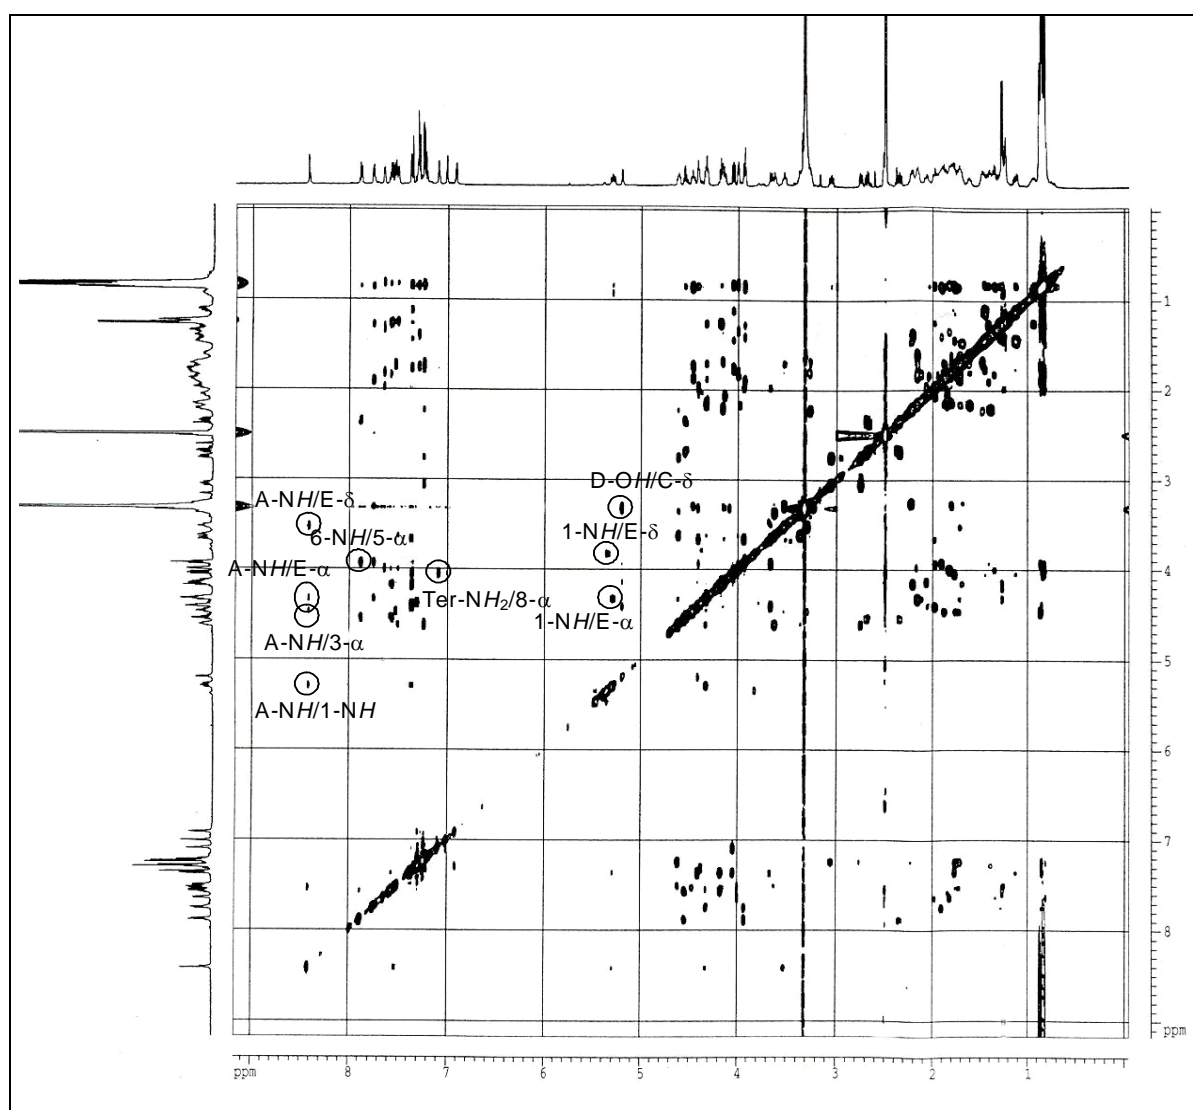 D-OH/C-δ
A-NH/E-δ
1-NH/E-δ
6-NH/5-α
A-NH/E-α
Ter-NH₂/8-α
1-NH/E-α
A-NH/3-α
A-NH/1-NH
1
2
3
4
5
6
7
8
ppm
ppm 8 7 6 5 4 3 2 1